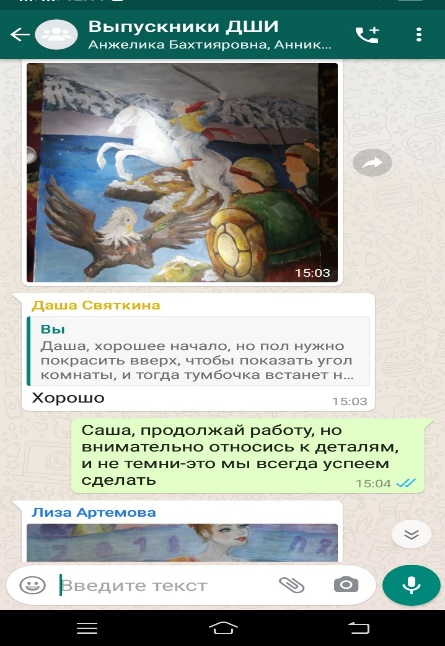 Выпускники ДШИ
Анжелика Бахтияровна, Анник...
15:03
Даша Святкина
Вы
Даша, хорошее начало, но пол нужно
покрасить вверх, чтобы показать угол
комнаты, и тогда тумбочка встанет н...
Хорошо
15:03
Саша, продолжай работу, но
внимательно относись к деталям,
и не темни-это мы всегда успеем
сделать
15:04
Лиза Артемова
Введите текст